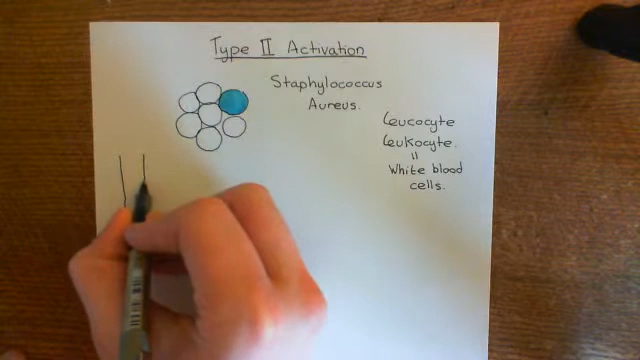 Type II Activation
Staphylococcus
Aureus.
Leucocyte
Leukocyte.
=
White blood
cells.